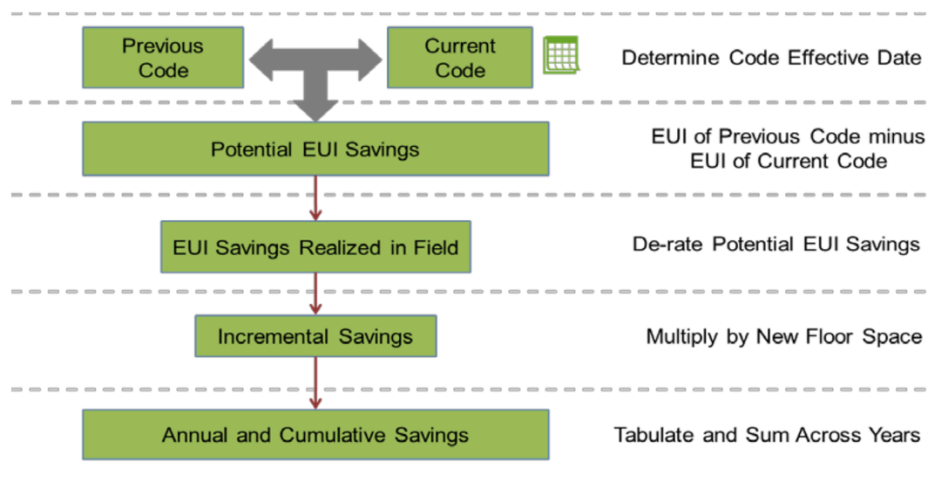 Previous
Code
Current
Code
Determine Code Effective Date
Potential EUI Savings
EUI of Previous Code minus
EUI of Current Code
EUI Savings Realized in Field
De-rate Potential EUI Savings
Incremental Savings
Multiply by New Floor Space
Annual and Cumulative Savings
Tabulate and Sum Across Years